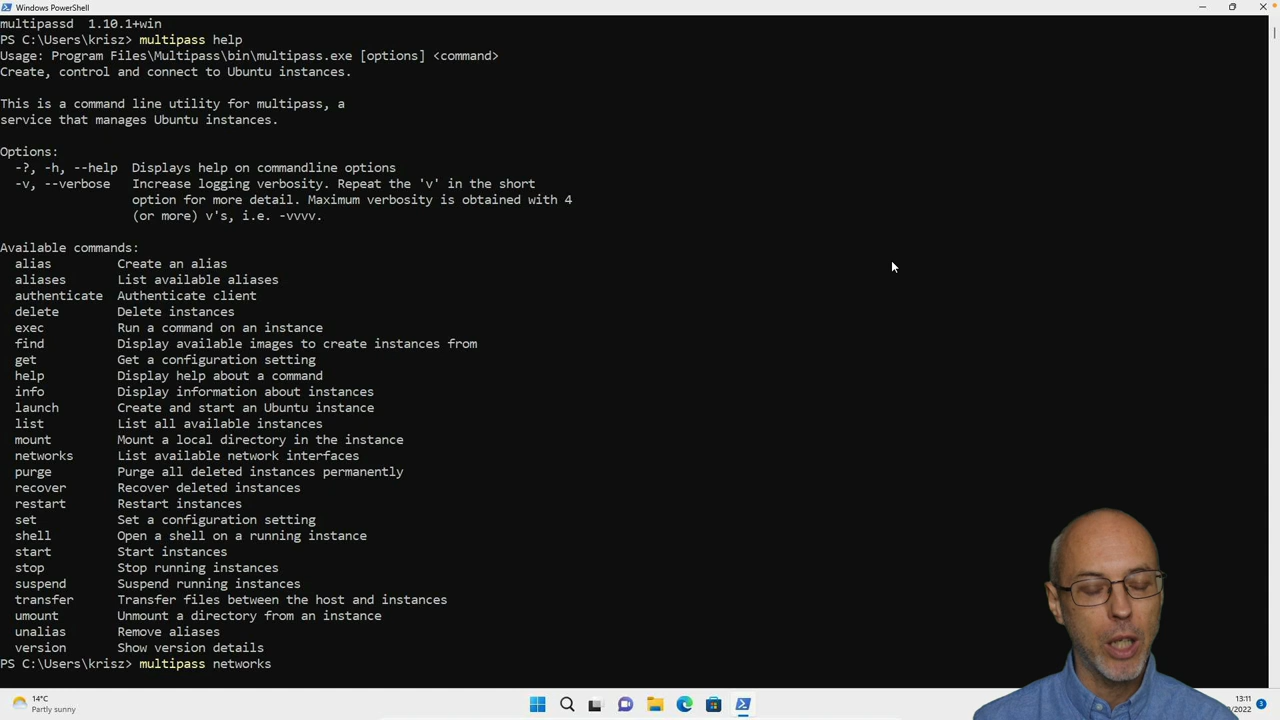 Windows PowerShell
multipassd  1.10.1+win
PS C:\Users\krisz> multipass help
Usage: Program Files\Multipass\bin\multipass.exe [options] <command>
Create, control and connect to Ubuntu instances.
This is a command line utility for multipass, a
service that manages Ubuntu instances.
Options:
-?, -h, --help  Displays help on commandline options
-v, --verbose   Increase logging verbosity. Repeat the 'v' in the short
option for more detail. Maximum verbosity is obtained with 4
(or more) v's, i.e. -vvvv.
Available commands:
alias         Create an alias
aliases       List available aliases
authenticate  Authenticate client
delete        Delete instances
exec          Run a command on an instance
find          Display available images to create instances from
get           Get a configuration setting
help          Display help about a command
info          Display information about instances
launch        Create and start an Ubuntu instance
list          List all available instances
mount         Mount a local directory in the instance
networks      List available network interfaces
purge         Purge all deleted instances permanently
recover       Recover deleted instances
restart       Restart instances
set           Set a configuration setting
shell         Open a shell on a running instance
start         Start instances
stop          Stop running instances
suspend       Suspend running instances
transfer      Transfer files between the host and instances
umount        Unmount a directory from an instance
unalias       Remove aliases
version       Show version details
PS C:\Users\krisz> multipass networks
14°C
Partly sunny
13:11
/2022
3